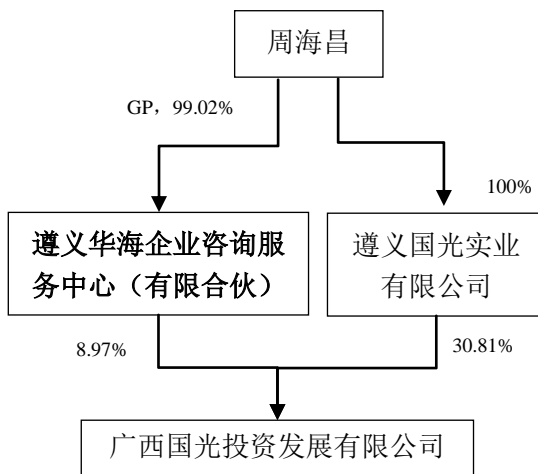 周海昌
GP，99.02%
100%
遵义华海企业咨询服
务中心（有限合伙）
遵义国光实业
有限公司
8.97%
30.81%
广西国光投资发展有限公司